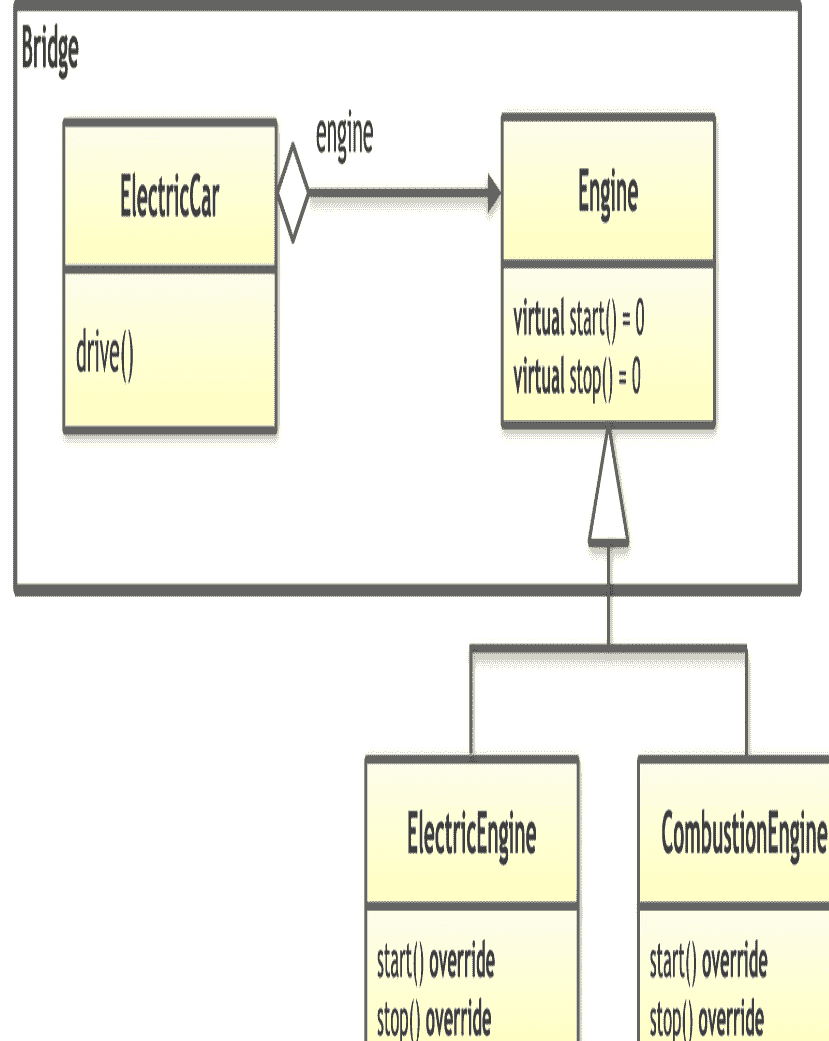 Bridge
engine
ElectricCar
Engine
drive()
virtual start() = 0
virtual stop() = 0
ElectricEngine
CombustionEngine
start() override
stop() override
start() override
stop() override